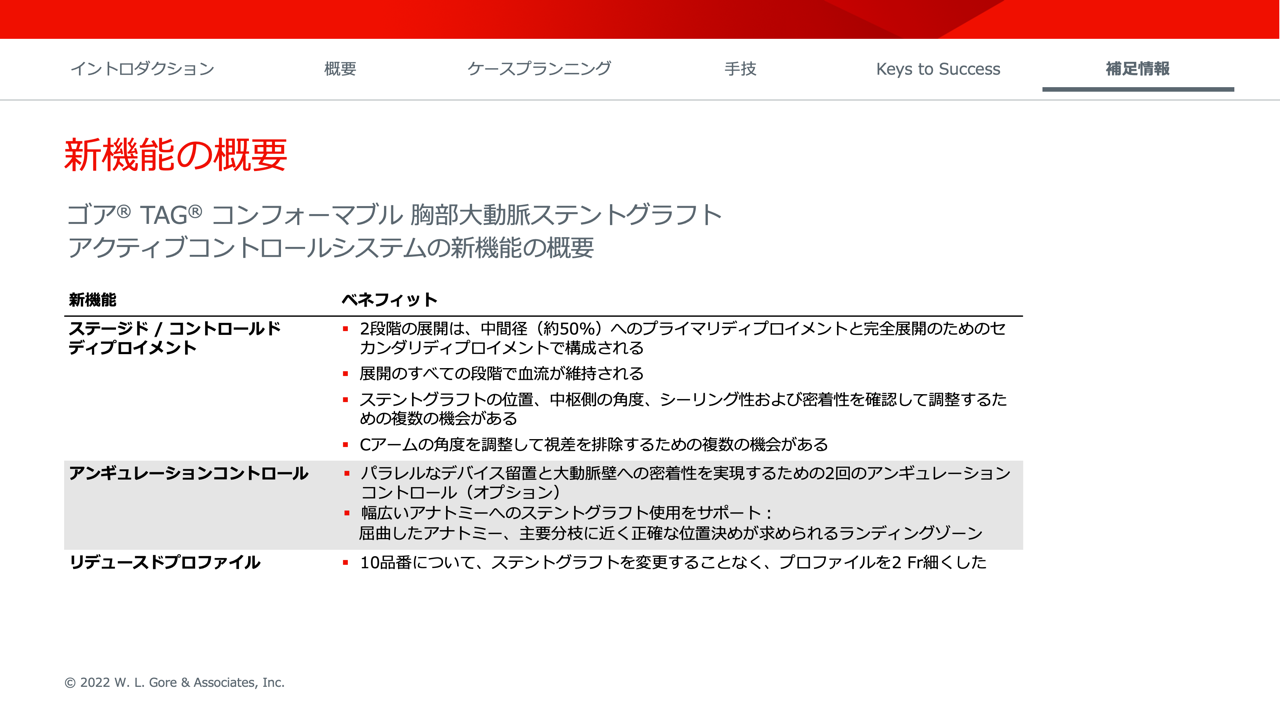 イントロダクション
概要
ケースプランニング
手技
Keys to Success
補足情報
新機能の概要
ゴア® TAG® コンフォーマブル 胸部大動脈ステントグラフト
アクティブコントロールシステムの新機能の概要
新機能
ベネフィット
ステージド / コントロールド
ディプロイメント
▪ 2段階の展開は、中間径（約50%）へのプライマリディプロイメントと完全展開のためのセ
カンダリディプロイメントで構成される
▪ 展開のすべての段階で血流が維持される
▪ ステントグラフトの位置、中枢側の角度、シーリング性および密着性を確認して調整するた
めの複数の機会がある
▪ Cアームの角度を調整して視差を排除するための複数の機会がある
アンギュレーションコントロール
▪ パラレルなデバイス留置と大動脈壁への密着性を実現するための2回のアンギュレーション
コントロール（オプション）
▪ 幅広いアナトミーへのステントグラフト使用をサポート：
屈曲したアナトミー、主要分枝に近く正確な位置決めが求められるランディングゾーン
リデュースドプロファイル
▪ 10品番について、ステントグラフトを変更することなく、プロファイルを2 Fr細くした
© 2022 W. L. Gore & Associates, Inc.